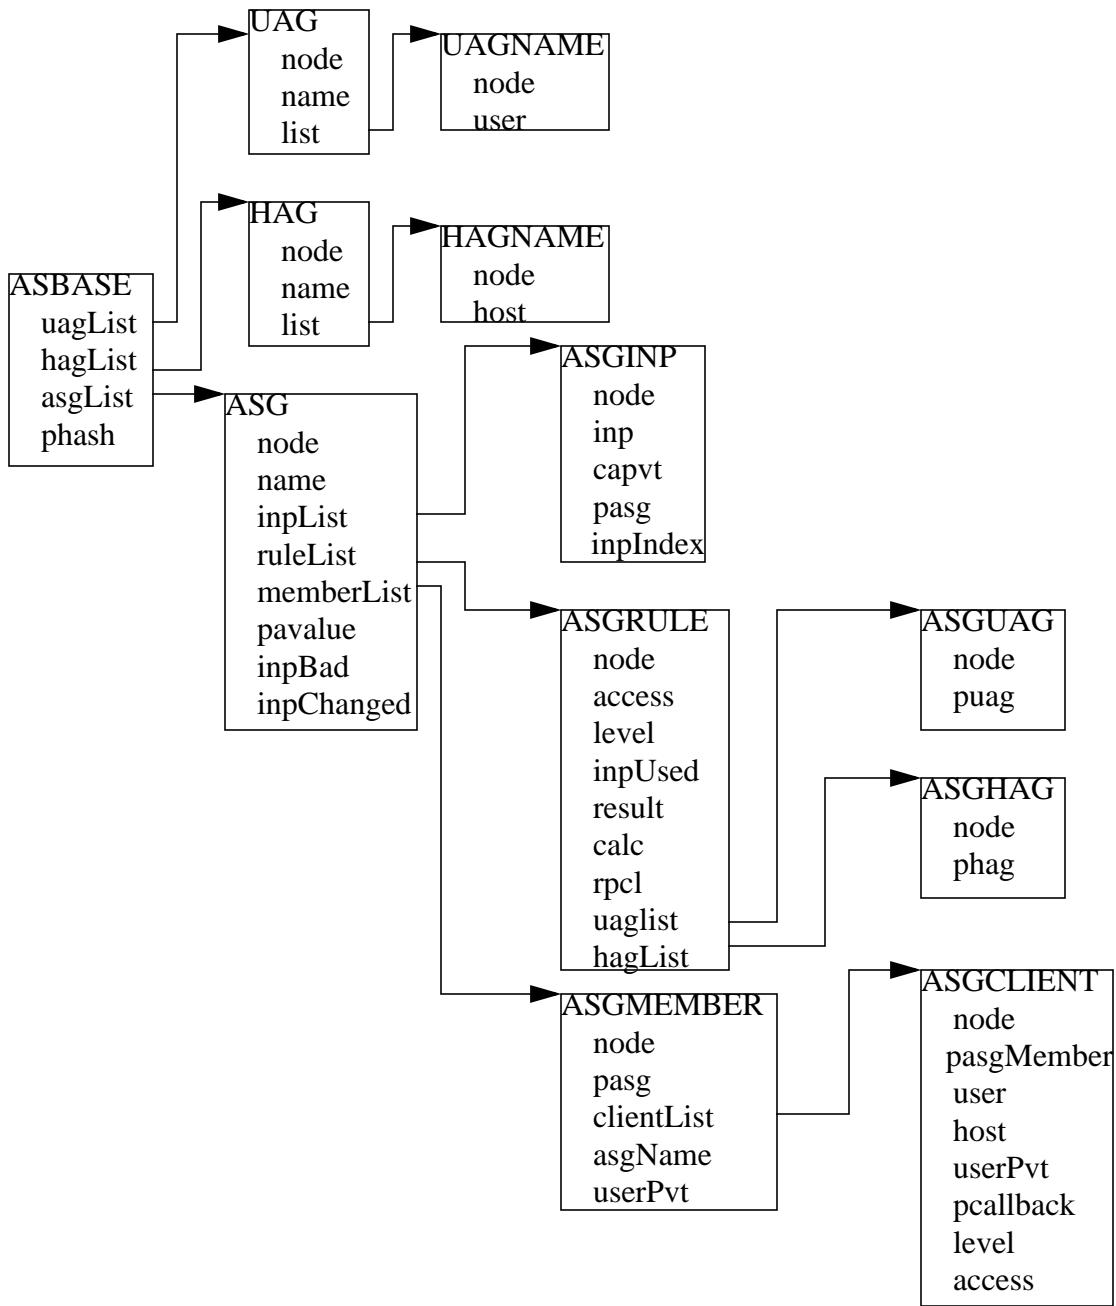 UAG
node
name
list
UAGNAME
node
user
HAG
node
name
list
HAGNAME
node
host
ASBASE
uagList
hagList
asgList
phash
ASG
node
name
inpList
ruleList
memberList
pavalue
inpBad
inpChanged
ASGINP
node
inp
capvt
pasg
inpIndex
ASGRULE
node
access
level
inpUsed
result
calc
rpcl
uaglist
hagList
ASGUAG
node
puag
ASGHAG
node
phag
ASGMEMBER
node
pasg
clientList
asgName
userPvt
ASGCLIENT
node
pasgMember
user
host
userPvt
pcallback
level
access